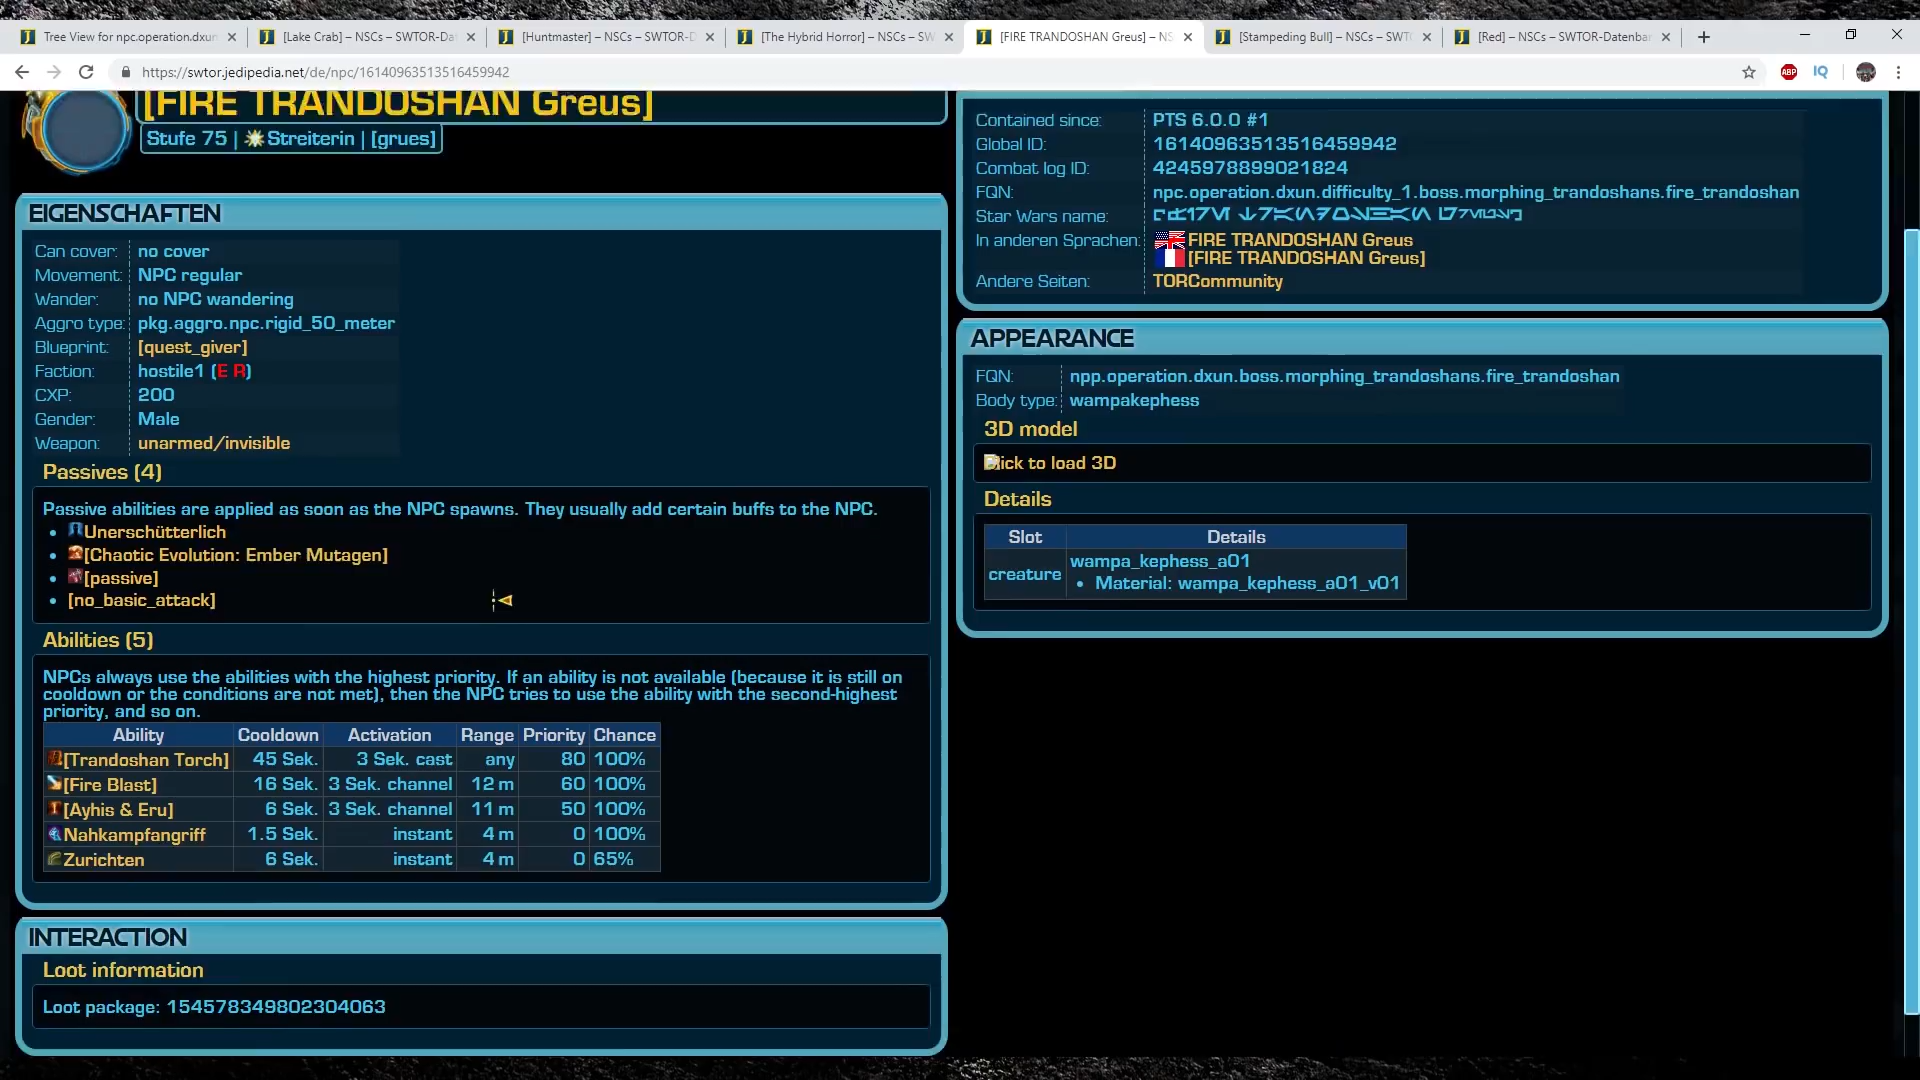 Tree View for npc.operation.dxun
[Lake Crab] – NSCs – SWTOR-Da
[Huntmaster] – NSCs – SWTOR-D
[The Hybrid Horror] – NSCs – SW
[FIRE TRANDOSHAN Greus] – NS
[Stampeding Bull] – NSCs – SWT
[Red] – NSCs – SWTOR-Datenban
https://swtor.jedipedia.net/de/npc/16140963513516459942
ABP
IQ
[FIRE TRANDOSHAN Greus]
Stufe 75 | Streiterin | [grues]
EIGENSCHAFTEN
Can cover: no cover
Movement: NPC regular
Wander: no NPC wandering
Aggro type: pkg.aggro.npc.rigid_50_meter
Blueprint: [quest_giver]
Faction: hostile1 (E R)
CXP: 200
Gender: Male
Weapon: unarmed/invisible
Passives (4)
Passive abilities are applied as soon as the NPC spawns. They usually add certain buffs to the NPC.
• Unerschütterlich
• [Chaotic Evolution: Ember Mutagen]
• [passive]
• [no_basic_attack]
Abilities (5)
NPCs always use the abilities with the highest priority. If an ability is not available (because it is still on
cooldown or the conditions are not met), then the NPC tries to use the ability with the second-highest
priority, and so on.
Ability Cooldown Activation Range Priority Chance
[Trandoshan Torch] 45 Sek. 3 Sek. cast any 80 100%
[Fire Blast] 16 Sek. 3 Sek. channel 12 m 60 100%
[Ayhis & Eru] 6 Sek. 3 Sek. channel 11 m 50 100%
Nahkampfangriff 1.5 Sek. instant 4 m 0 100%
Zurichten 6 Sek. instant 4 m 0 65%
INTERACTION
Loot information
Loot package: 154578349802304063
Contained since: PTS 6.0.0 #1
Global ID: 16140963513516459942
Combat log ID: 4245978899021824
FQN: npc.operation.dxun.difficulty_1.boss.morphing_trandoshans.fire_trandoshan
Star Wars name:
In anderen Sprachen: FIRE TRANDOSHAN Greus
[FIRE TRANDOSHAN Greus]
Andere Seiten: TORCommunity
APPEARANCE
FQN: npp.operation.dxun.boss.morphing_trandoshans.fire_trandoshan
Body type: wampakephess
3D model
lick to load 3D
Details
Slot Details
creature wampa_kephess_a01
• Material: wampa_kephess_a01_v01